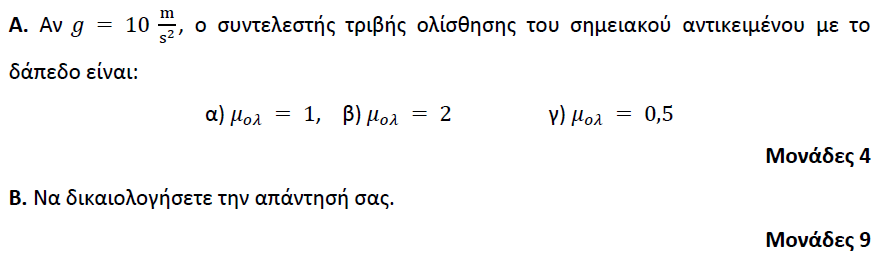 Α. Αν 𝑔 = 10 m/s², ο συντελεστής τριβής ολίσθησης του σημειακού αντικειμένου με το
δάπεδο είναι:
α) 𝜇𝜊𝜆 = 1, β) 𝜇𝜊𝜆 = 2 γ) 𝜇𝜊𝜆 = 0,5
Μονάδες 4
Β. Να δικαιολογήσετε την απάντησή σας.
Μονάδες 9